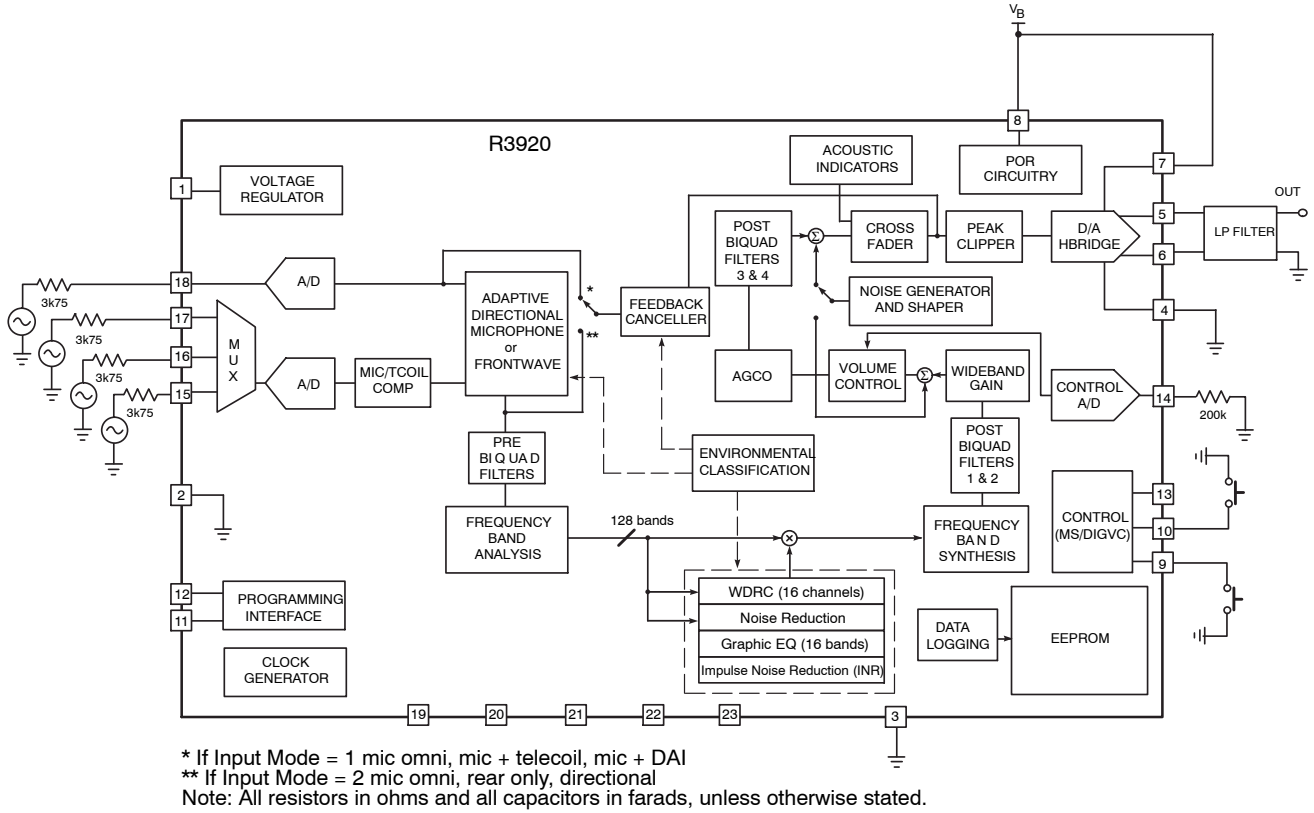 VB
8
R3920
ACOUSTIC
INDICATORS
POR
CIRCUITRY
7
1
VOLTAGE
REGULATOR
OUT
5
POST
BIQUAD
FILTERS
3 & 4
Σ
CROSS
FADER
PEAK
CLIPPER
D/A
HBRIDGE
LP FILTER
6
18
A/D
3k75
ADAPTIVE
DIRECTIONAL
MICROPHONE
or
FRONTWAVE
*
**
FEEDBACK
CANCELLER
NOISE GENERATOR
AND SHAPER
4
17
3k75
M
U
X
16
3k75
15
3k75
A/D
MIC/TCOIL
COMP
AGCO
VOLUME
CONTROL
Σ
WIDEBAND
GAIN
CONTROL
A/D
14
200k
PRE
BI Q UA D
FILTERS
ENVIRONMENTAL
CLASSIFICATION
POST
BIQUAD
FILTERS
1 & 2
2
FREQUENCY
BAND
ANALYSIS
128 bands
×
FREQUENCY
BA N D
SYNTHESIS
CONTROL
(MS/DIGVC)
13
10
9
12
11
PROGRAMMING
INTERFACE
WDRC (16 channels)
Noise Reduction
Graphic EQ (16 bands)
Impulse Noise Reduction (INR)
DATA
LOGGING
EEPROM
CLOCK
GENERATOR
19
20
21
22
23
3
* If Input Mode = 1 mic omni, mic + telecoil, mic + DAI
** If Input Mode = 2 mic omni, rear only, directional
Note: All resistors in ohms and all capacitors in farads, unless otherwise stated.